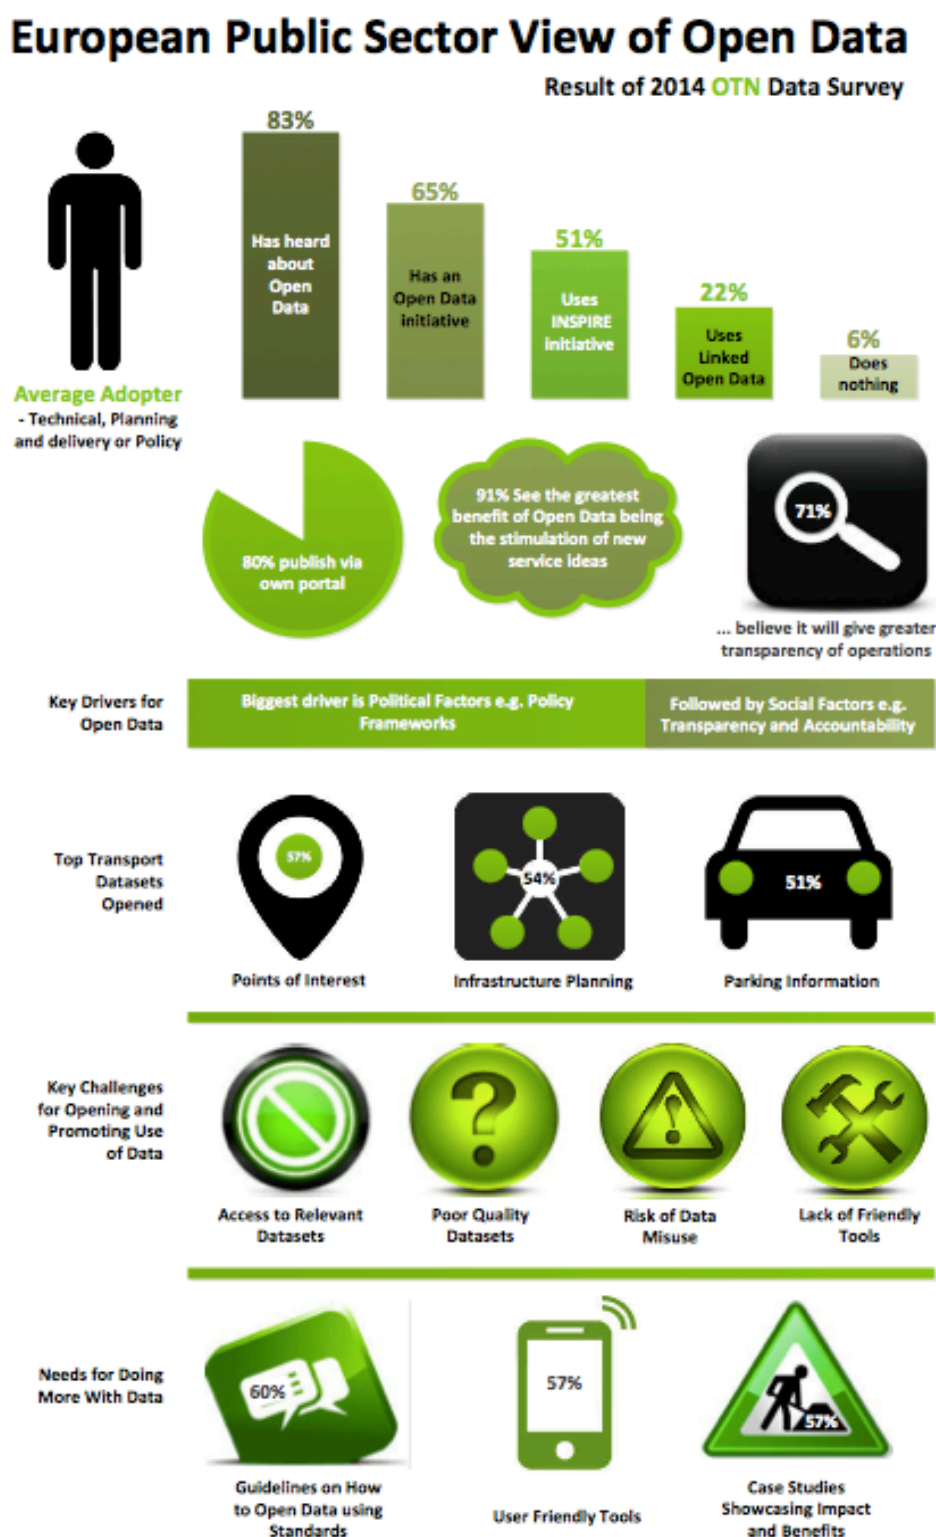 European Public Sector View of Open Data
Result of 2014 OTN Data Survey
83%
Has heard
about
Open
Data
65%
Has an
Open Data
initiative
51%
Uses
INSPIRE
initiative
22%
Uses
Linked
Open Data
6%
Does
nothing
Average Adopter
- Technical, Planning
and delivery or Policy
80% publish via
own portal
91% See the greatest
benefit of Open Data being
the stimulation of new
service ideas
71%
... believe it will give greater
transparency of operations
Key Drivers for
Open Data
Biggest driver is Political Factors e.g. Policy
Frameworks
Followed by Social Factors e.g.
Transparency and Accountability
Top Transport
Datasets
Opened
57%
Points of Interest
54%
Infrastructure Planning
51%
Parking Information
Key Challenges
for Opening and
Promoting Use
of Data
Access to Relevant
Datasets
Poor Quality
Datasets
Risk of Data
Misuse
Lack of Friendly
Tools
Needs for Doing
More With Data
60%
Guidelines on How
to Open Data using
Standards
57%
User Friendly Tools
57%
Case Studies
Showcasing Impact
and Benefits